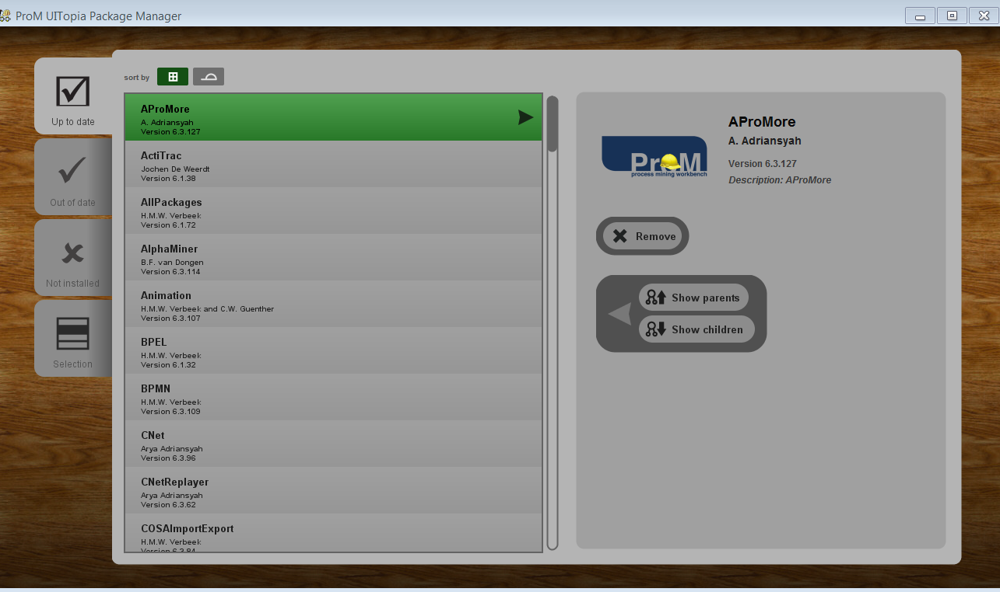 ProM UITopia Package Manager
Up to date
Out of date
Not installed
Selection
sort by
AProMore
A. Adriansyah
Version 6.3.127
ActiTrac
Jochen De Weerdt
Version 6.1.38
AllPackages
H.M.W. Verbeek
Version 6.1.72
AlphaMiner
B.F. van Dongen
Version 6.3.114
Animation
H.M.W. Verbeek and C.W. Guenther
Version 6.3.107
BPEL
H.M.W. Verbeek
Version 6.1.32
BPMN
H.M.W. Verbeek
Version 6.3.109
CNet
Arya Adriansyah
Version 6.3.96
CNetReplayer
Arya Adriansyah
Version 6.3.62
COSAImportExport
H.M.W. Verbeek
Version 6.3.84
ProM
process mining workbench
AProMore
A. Adriansyah
Version 6.3.127
Description: AProMore
Remove
Show parents
Show children